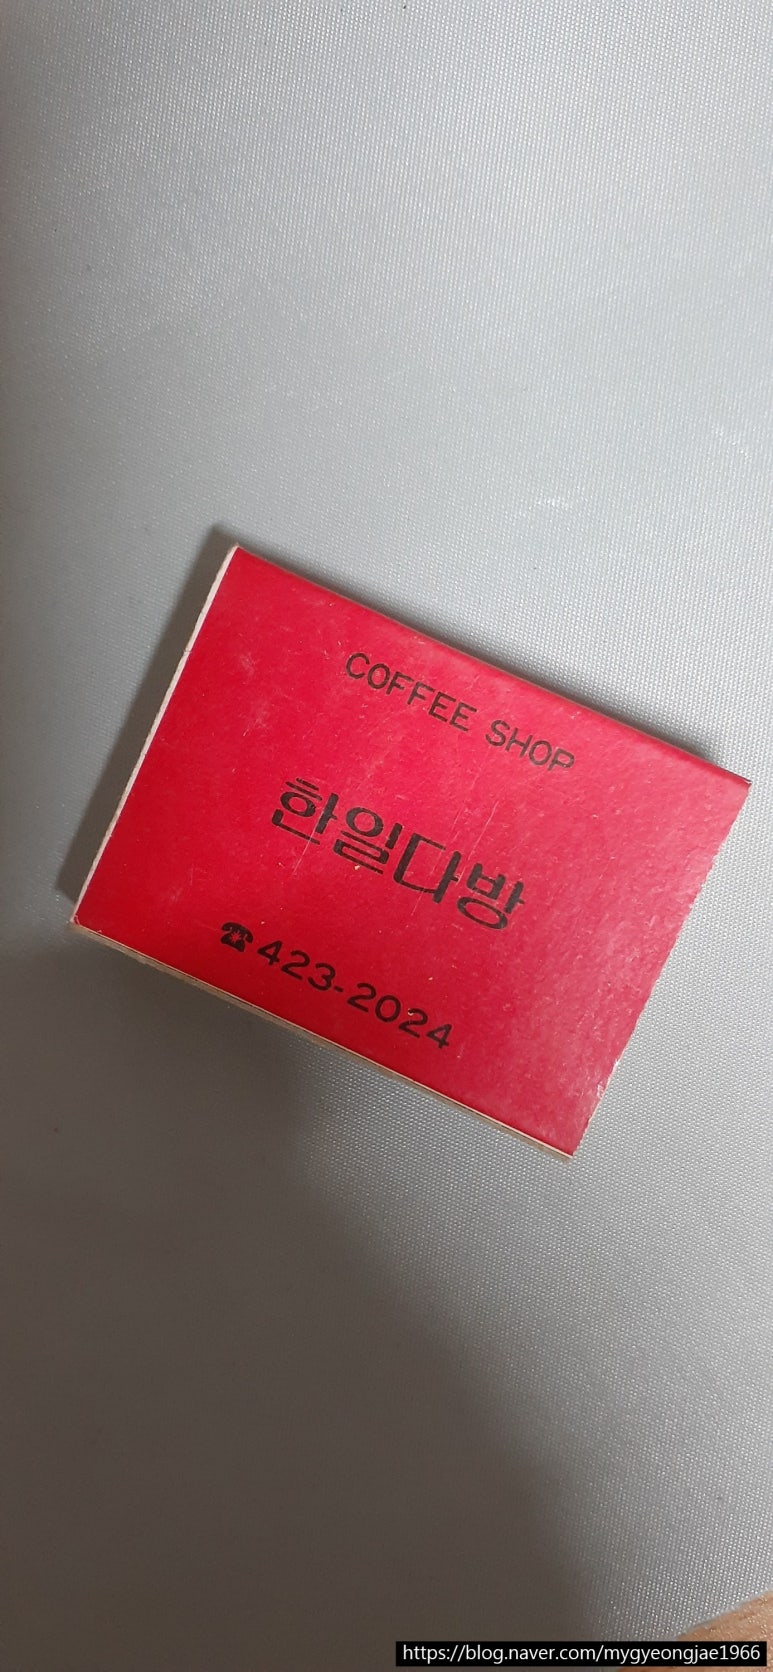 COFFEE SHOP
한일다방
☎423-2024
https://blog.naver.com/mygyeongjae1966